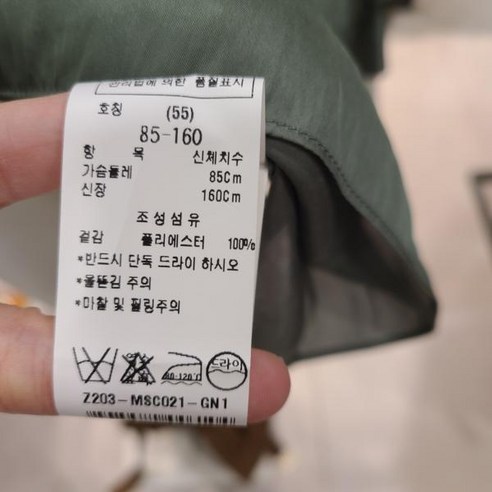 품질표시
호칭 (55)
85-160
항 목 신체치수
가슴둘레 85Cm
신장 160Cm
조성섬유
겉감 폴리에스터 100%
*반드시 단독 드라이 하시오
*올뜯김 주의
*마찰 및 필링주의
80-120℃ 드라이
Z203-MSC021-GN1